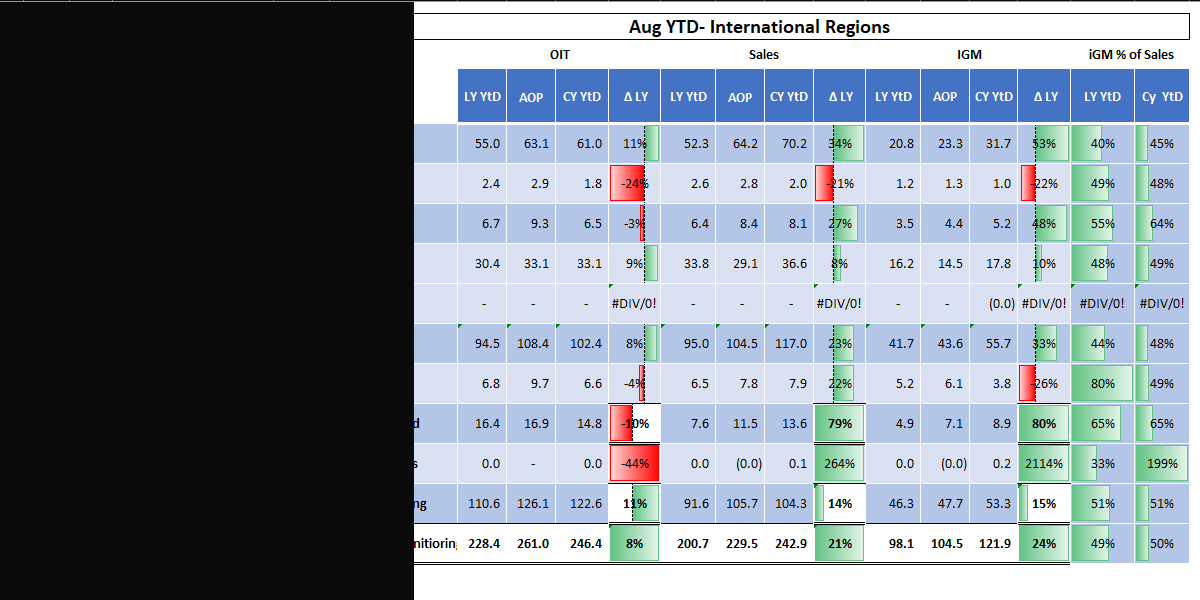 Aug YTD- International Regions
OIT Sales IGM iGM % of Sales
LY YtD AOP CY YtD Δ LY LY YtD AOP CY YtD Δ LY LY YtD AOP CY YtD Δ LY LY YtD Cy YtD
55.0 63.1 61.0 11% 52.3 64.2 70.2 34% 20.8 23.3 31.7 53% 40% 45%
2.4 2.9 1.8 -24% 2.6 2.8 2.0 -21% 1.2 1.3 1.0 -22% 49% 48%
6.7 9.3 6.5 -3% 6.4 8.4 8.1 27% 3.5 4.4 5.2 48% 55% 64%
30.4 33.1 33.1 9% 33.8 29.1 36.6 8% 16.2 14.5 17.8 10% 48% 49%
- - - #DIV/0! - - - #DIV/0! - - (0.0) #DIV/0! #DIV/0! #DIV/0!
94.5 108.4 102.4 8% 95.0 104.5 117.0 23% 41.7 43.6 55.7 33% 44% 48%
6.8 9.7 6.6 -4% 6.5 7.8 7.9 22% 5.2 6.1 3.8 -26% 80% 49%
d 16.4 16.9 14.8 -10% 7.6 11.5 13.6 79% 4.9 7.1 8.9 80% 65% 65%
s 0.0 - 0.0 -44% 0.0 (0.0) 0.1 264% 0.0 (0.0) 0.2 2114% 33% 199%
ng 110.6 126.1 122.6 11% 91.6 105.7 104.3 14% 46.3 47.7 53.3 15% 51% 51%
nitoring 228.4 261.0 246.4 8% 200.7 229.5 242.9 21% 98.1 104.5 121.9 24% 49% 50%